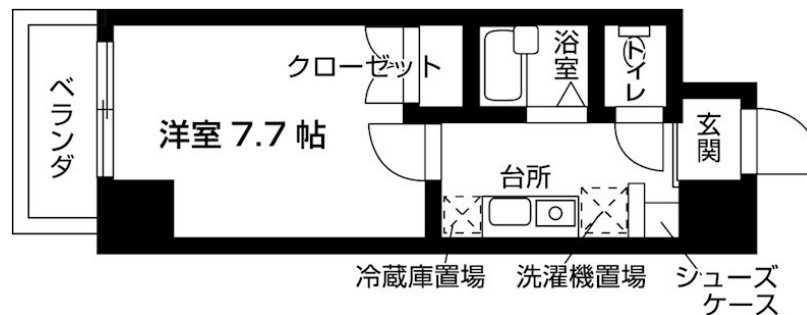 ベランダ
洋室 7.7 帖
クローゼット
浴室
トイレ
玄関
台所
冷蔵庫置場
洗濯機置場
シューズ
ケース